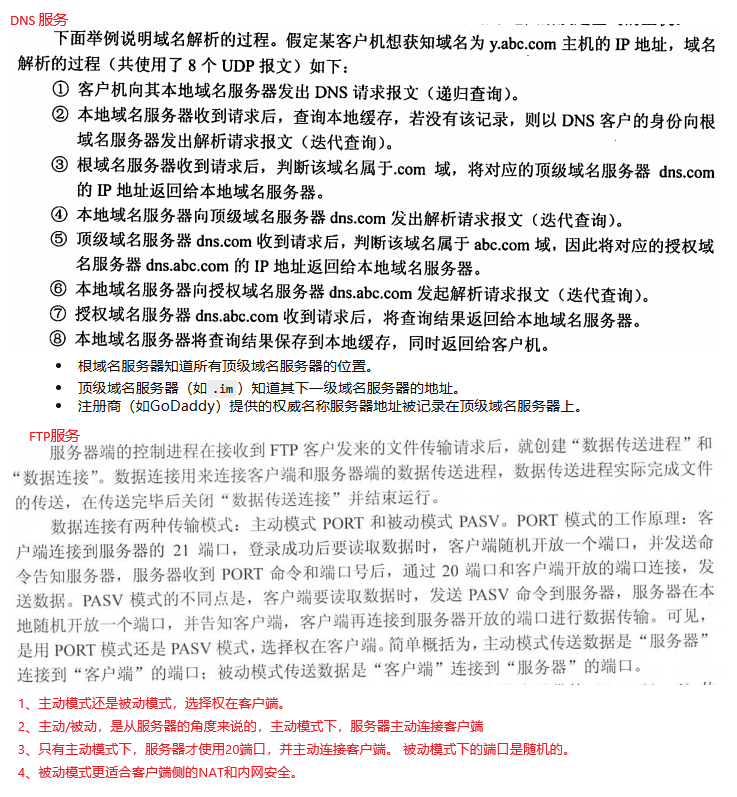 DNS 服务
下面举例说明域名解析的过程。假定某客户机想获知域名为 y.abc.com 主机的 IP 地址，域名
解析的过程（共使用了 8 个 UDP 报文）如下：
① 客户机向其本地域名服务器发出 DNS 请求报文（递归查询）。
② 本地域名服务器收到请求后，查询本地缓存，若没有该记录，则以 DNS 客户的身份向根
域名服务器发出解析请求报文（迭代查询）。
③ 根域名服务器收到请求后，判断该域名属于.com 域，将对应的顶级域名服务器 dns.com
的 IP 地址返回给本地域名服务器。
④ 本地域名服务器向顶级域名服务器 dns.com 发出解析请求报文（迭代查询）。
⑤ 顶级域名服务器 dns.com 收到请求后，判断该域名属于 abc.com 域，因此将对应的授权域
名服务器 dns.abc.com 的 IP 地址返回给本地域名服务器。
⑥ 本地域名服务器向授权域名服务器 dns.abc.com 发起解析请求报文（迭代查询）。
⑦ 授权域名服务器 dns.abc.com 收到请求后，将查询结果返回给本地域名服务器。
⑧ 本地域名服务器将查询结果保存到本地缓存，同时返回给客户机。
• 根域名服务器知道所有顶级域名服务器的位置。
• 顶级域名服务器（如 .im ）知道其下一级域名服务器的地址。
• 注册商（如GoDaddy）提供的权威名称服务器地址被记录在顶级域名服务器上。
FTP服务
服务器端的控制进程在接收到 FTP 客户发来的文件传输请求后，就创建“数据传送进程”和
“数据连接”。数据连接用来连接客户端和服务器端的数据传送进程，数据传送进程实际完成文件
的传送，在传送完毕后关闭“数据传送连接”并结束运行。
数据连接有两种传输模式：主动模式 PORT 和被动模式 PASV。PORT 模式的工作原理：客
户端连接到服务器的 21 端口，登录成功后要读取数据时，客户端随机开放一个端口，并发送命
令告知服务器，服务器收到 PORT 命令和端口号后，通过 20 端口和客户端开放的端口连接，发
送数据。PASV 模式的不同点是，客户端要读取数据时，发送 PASV 命令到服务器，服务器在本
地随机开放一个端口，并告知客户端，客户端再连接到服务器开放的端口进行数据传输。可见，
是用 PORT 模式还是 PASV 模式，选择权在客户端。简单概括为，主动模式传送数据是“服务器”
连接到“客户端”的端口；被动模式传送数据是“客户端”连接到“服务器”的端口。
1、主动模式还是被动模式，选择权在客户端。
2、主动/被动，是从服务器的角度来说的，主动模式下，服务器主动连接客户端
3、只有主动模式下，服务器才使用20端口，并主动连接客户端。 被动模式下的端口是随机的。
4、被动模式更适合客户端侧的NAT和内网安全。